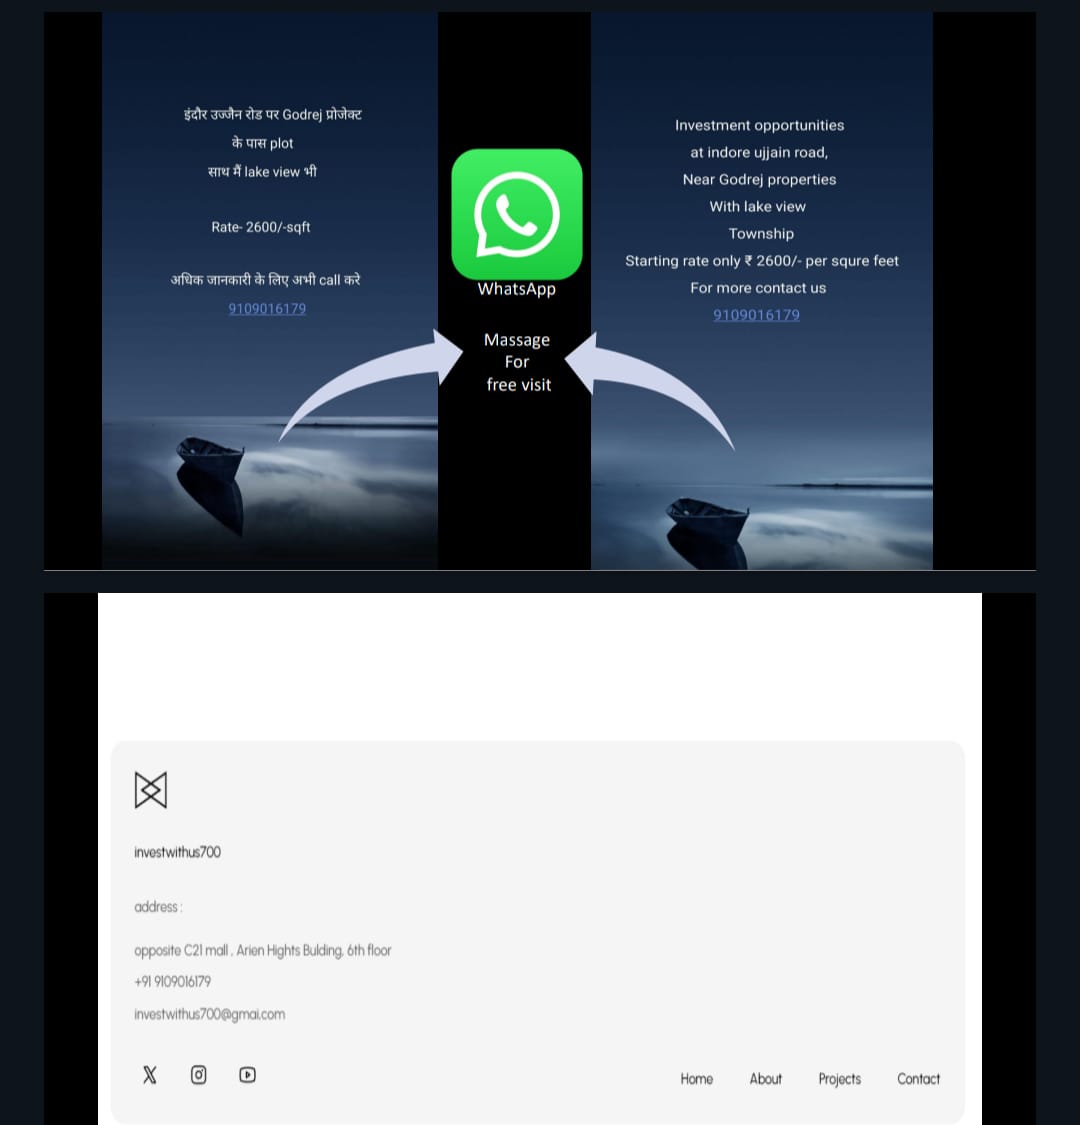 इंदौर उज्जैन रोड पर Godrej प्रोजेक्ट
के पास plot
साथ मैं lake view भी
Rate- 2600/-sqft
अधिक जानकारी के लिए अभी call करे
9109016179
WhatsApp
Massage
For
free visit
Investment opportunities
at indore ujjain road,
Near Godrej properties
With lake view
Township
Starting rate only ₹ 2600/- per squre feet
For more contact us
9109016179
investwithus700
address :
opposite C21 mall , Arien Hights Bulding, 6th floor
+91 9109016179
investwithus700@gmai,com
Home About Projects Contact